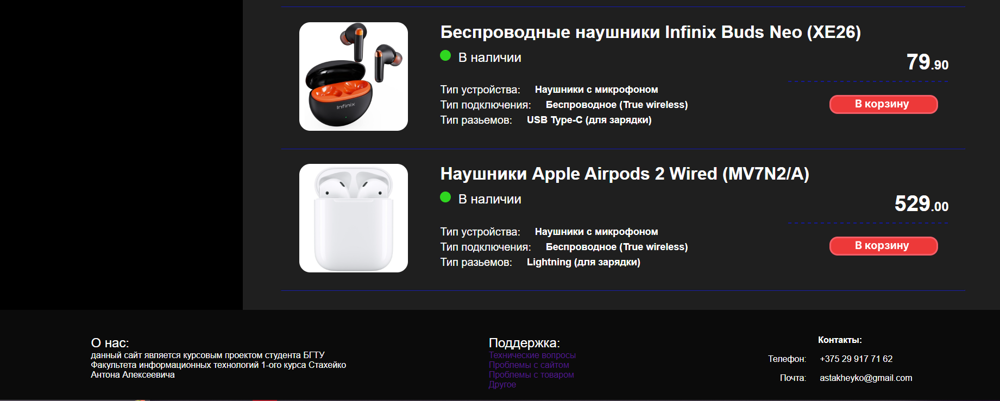 Беспроводные наушники Infinix Buds Neo (XE26)
В наличии
79.90
Тип устройства: Наушники с микрофоном
Тип подключения: Беспроводное (True wireless)
В корзину
Тип разьемов: USB Type-C (для зарядки)
Infinix
Наушники Apple Airpods 2 Wired (MV7N2/A)
В наличии
529.00
Тип устройства: Наушники с микрофоном
Тип подключения: Беспроводное (True wireless)
В корзину
Тип разьемов: Lightning (для зарядки)
О нас:
данный сайт является курсовым проектом студента БГТУ
Факультета информационных технологий 1-ого курса Стахейко
Антона Алексеевича
Поддержка:
Технические вопросы
Проблемы с сайтом
Проблемы с товаром
Другое
Контакты:
Телефон: +375 29 917 71 62
Почта: astakheyko@gmail.com